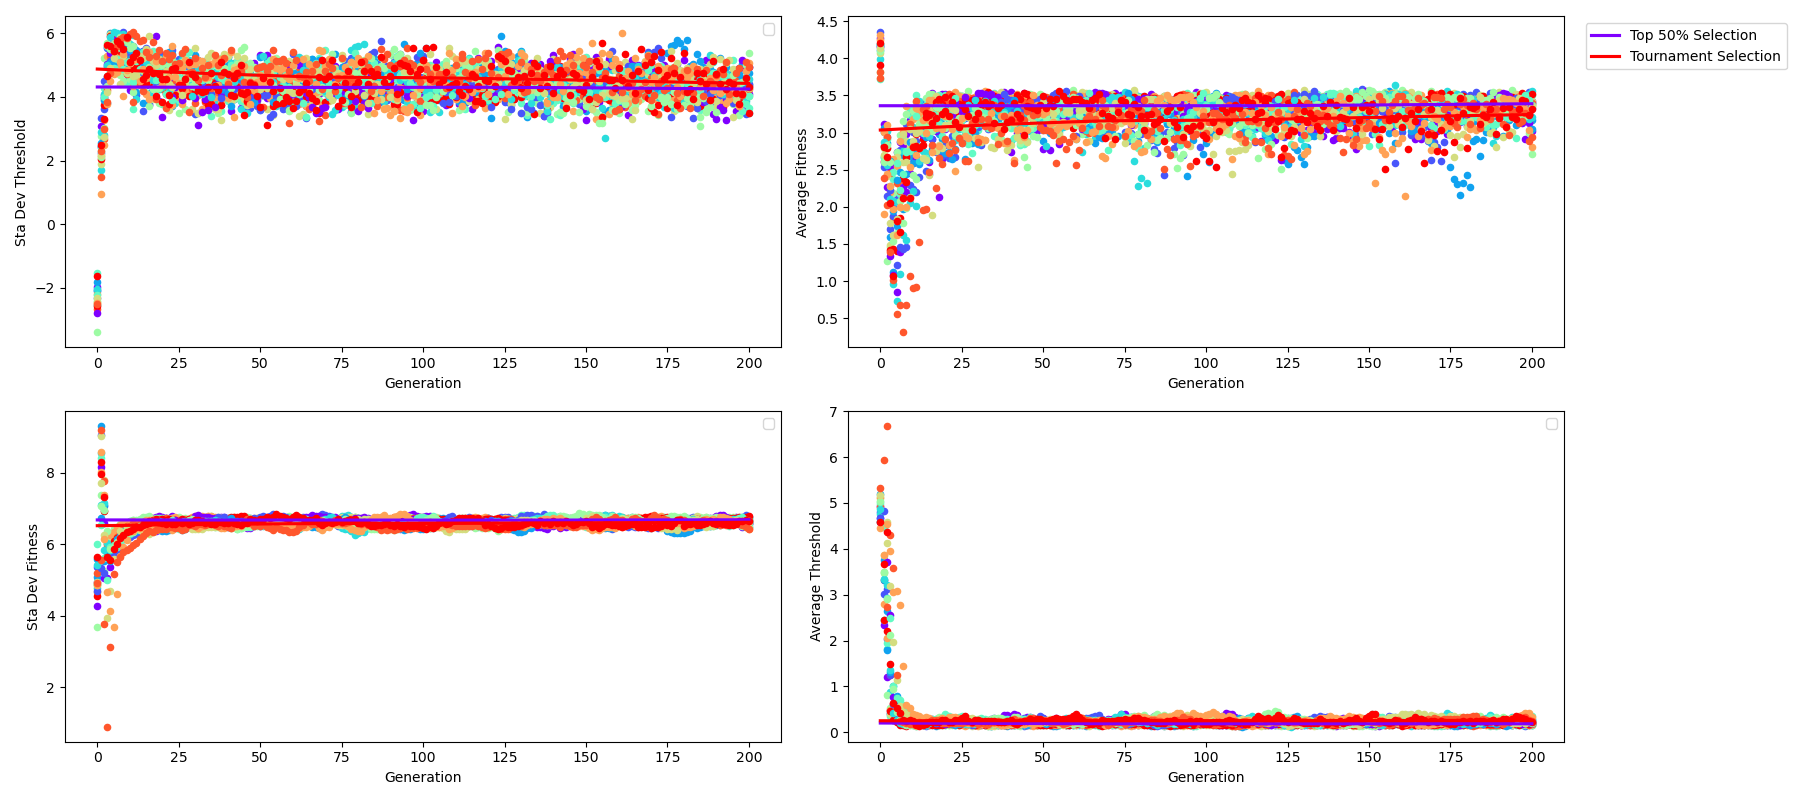 6
4
2
0
−2
Sta Dev Threshold
0 25 50 75 100 125 150 175 200
Generation
4.5
4.0
3.5
3.0
2.5
2.0
1.5
1.0
0.5
Average Fitness
0 25 50 75 100 125 150 175 200
Generation
Top 50% Selection
Tournament Selection
8
6
4
2
Sta Dev Fitness
0 25 50 75 100 125 150 175 200
Generation
7
6
5
4
3
2
1
0
Average Threshold
0 25 50 75 100 125 150 175 200
Generation